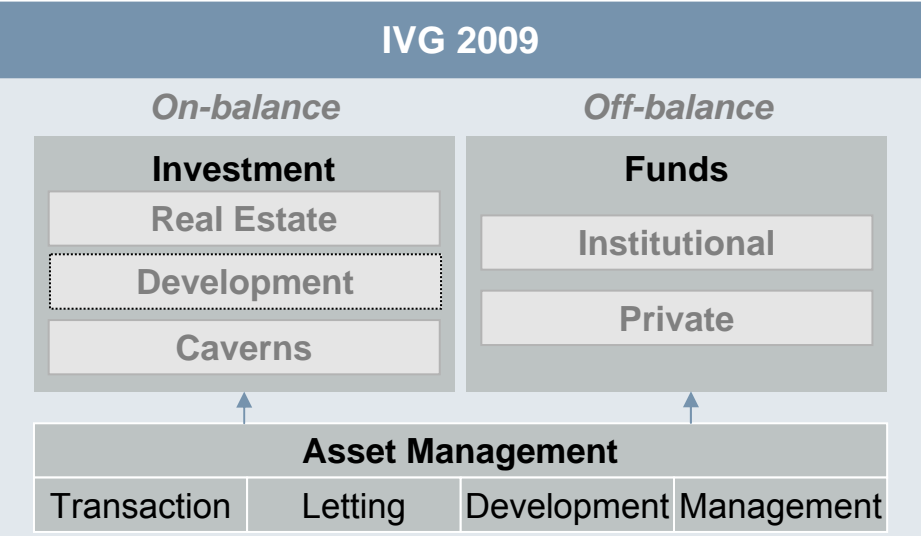 IVG 2009
On-balance
Off-balance
Investment
Real Estate
Development
Caverns
Funds
Institutional
Private
Asset Management
Transaction
Letting
Development
Management